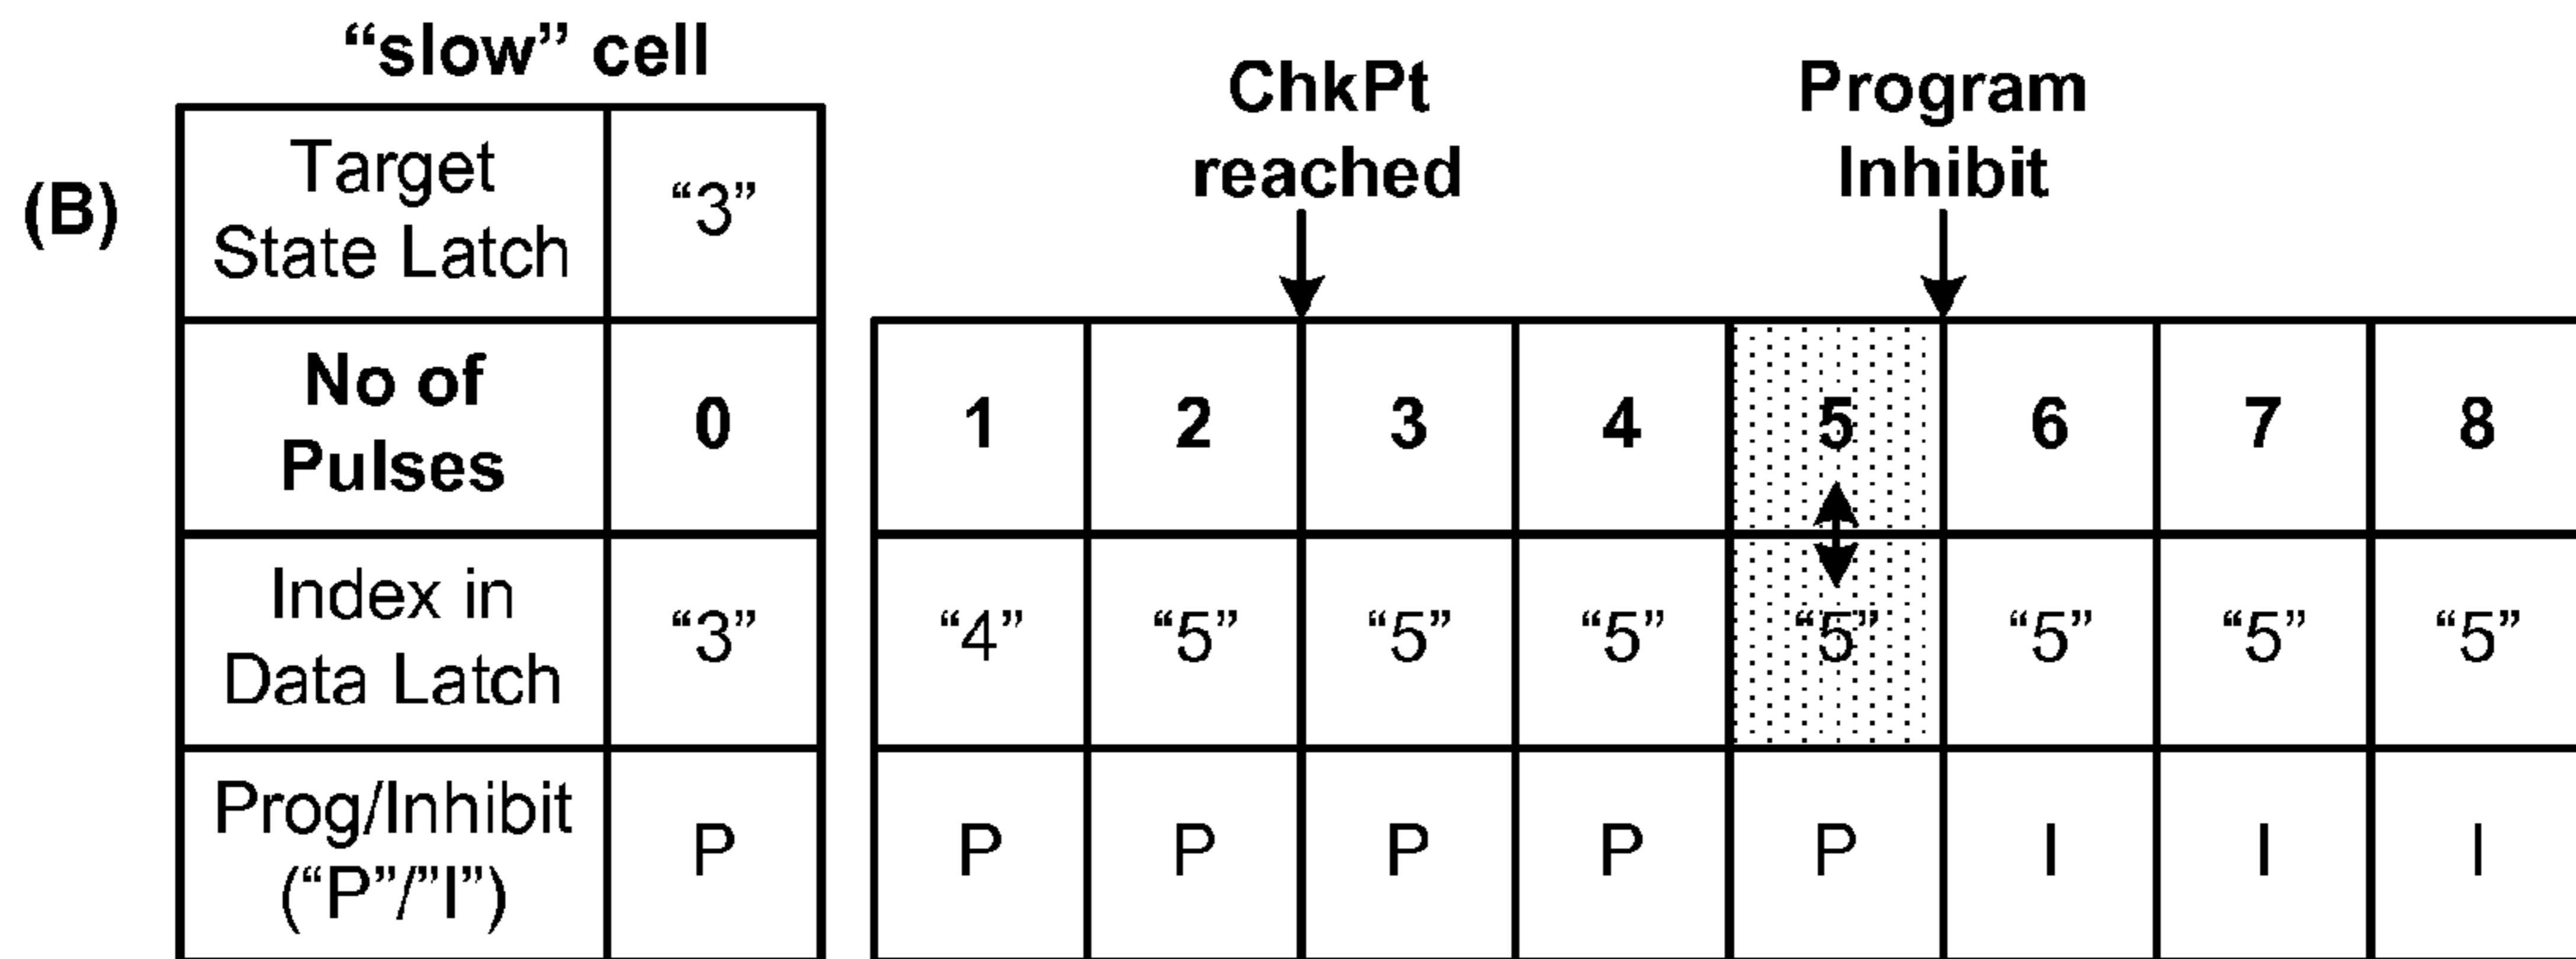 “slow” cell
ChkPt
reached
Program
Inhibit
(B)
Target
State Latch
“3”
No of
Pulses
0 1 2 3 4 5 6 7 8
Index in
Data Latch
“3” “4” “5” “5” “5” “5” “5” “5” “5”
Prog/Inhibit
(“P”/”I”)
P P P P P P I I I